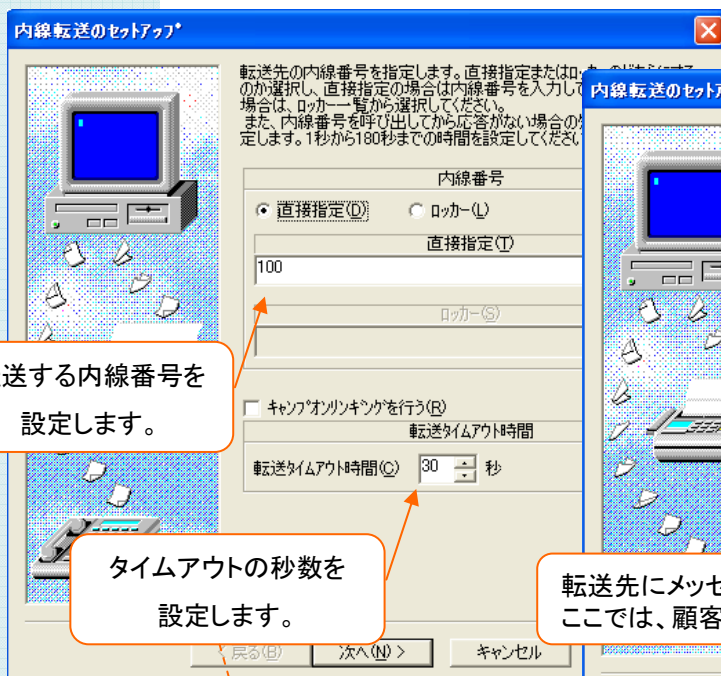 内線転送のセットアップ
転送先の内線番号を指定します。直接指定または
のか選択し、直接指定の場合は内線番号を入力して
場合は、ロッカー一覧から選択してください。
また、内線番号を呼び出してから応答がない場合の
定します。1秒から180秒までの時間を設定してくださ
内線番号
直接指定(D)
ロッカー(L)
直接指定(T)
100
ロッカー(S)
送する内線番号を
設定します。
キャンプオンリンキングを行う(R)
転送タイムアウト時間
転送タイムアウト時間(C) 30 秒
タイムアウトの秒数を
設定します。
< 戻る(B)
次へ(N) >
キャンセル
内線転送のセット
転送先にメッセ
ここでは、顧客